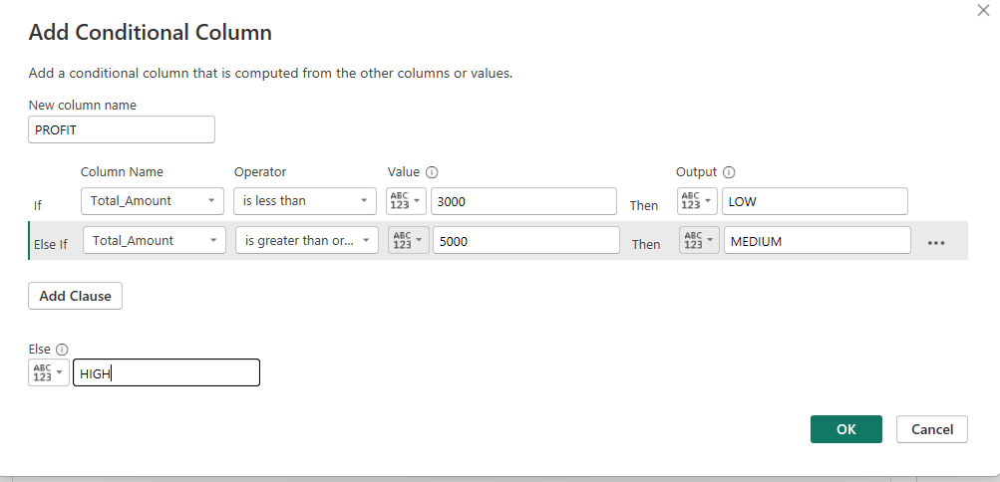 Add Conditional Column
Add a conditional column that is computed from the other columns or values.
New column name
PROFIT
Column Name Operator Value Output
If Total_Amount is less than ABC 123 3000 Then ABC 123 LOW
Else If Total_Amount is greater than or... ABC 123 5000 Then ABC 123 MEDIUM ...
Add Clause
Else
ABC 123 HIGH
OK Cancel